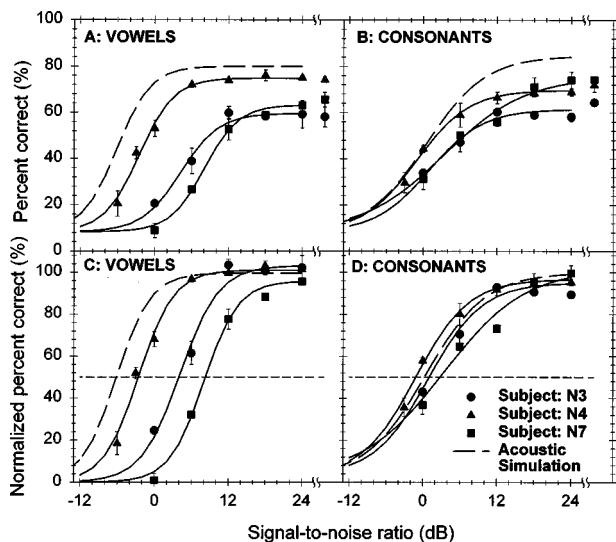 A: VOWELS
B: CONSONANTS
Percent correct (%)
100
80
60
40
20
0
C: VOWELS
D: CONSONANTS
Normalized percent correct (%)
100
80
60
40
20
0
Subject: N3
Subject: N4
Subject: N7
Acoustic
Simulation
-12 0 12 24 -12 0 12 24
Signal-to-noise ratio (dB)